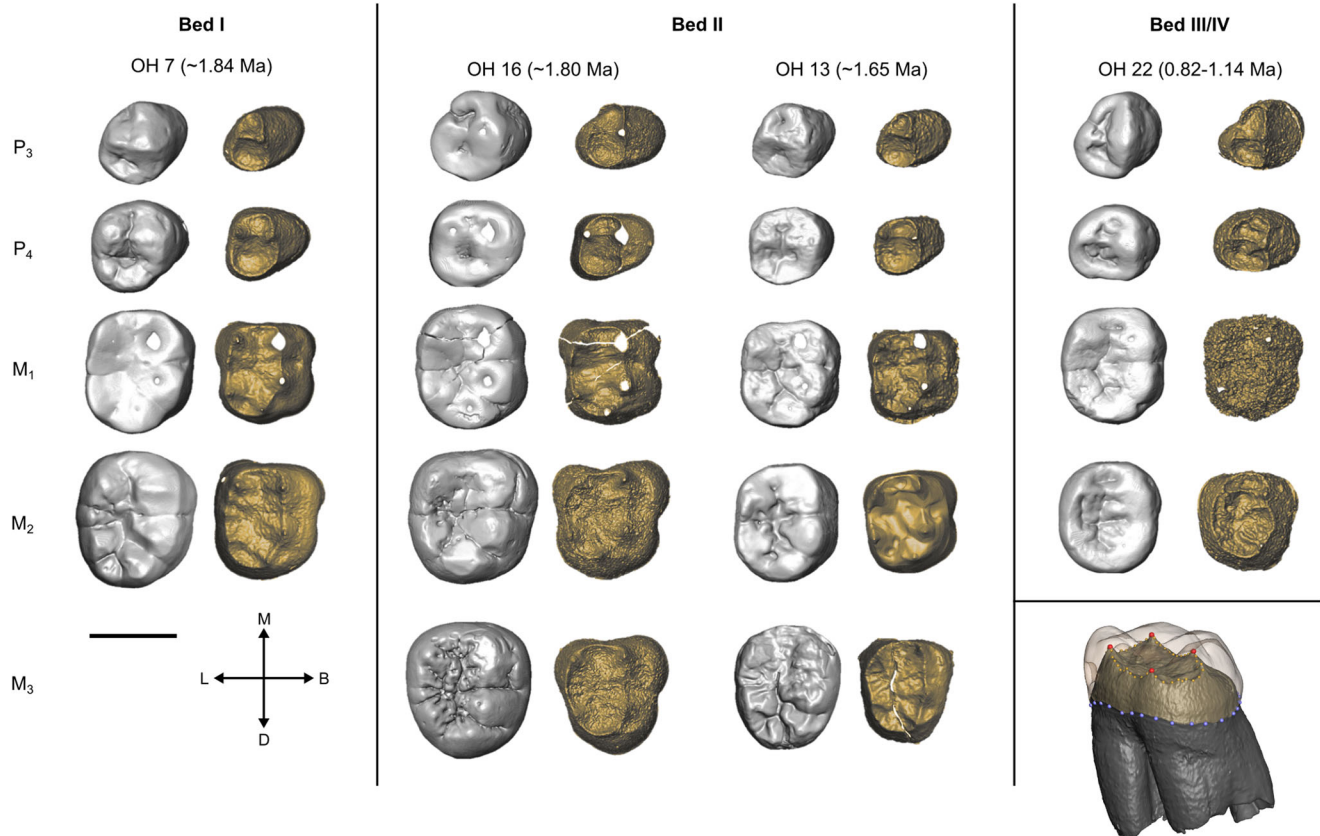 Bed I
Bed II
Bed III/IV
OH 7 (~1.84 Ma)
OH 16 (~1.80 Ma)
OH 13 (~1.65 Ma)
OH 22 (0.82-1.14 Ma)
P₃
P₄
M₁
M₂
M₃
M
L
B
D